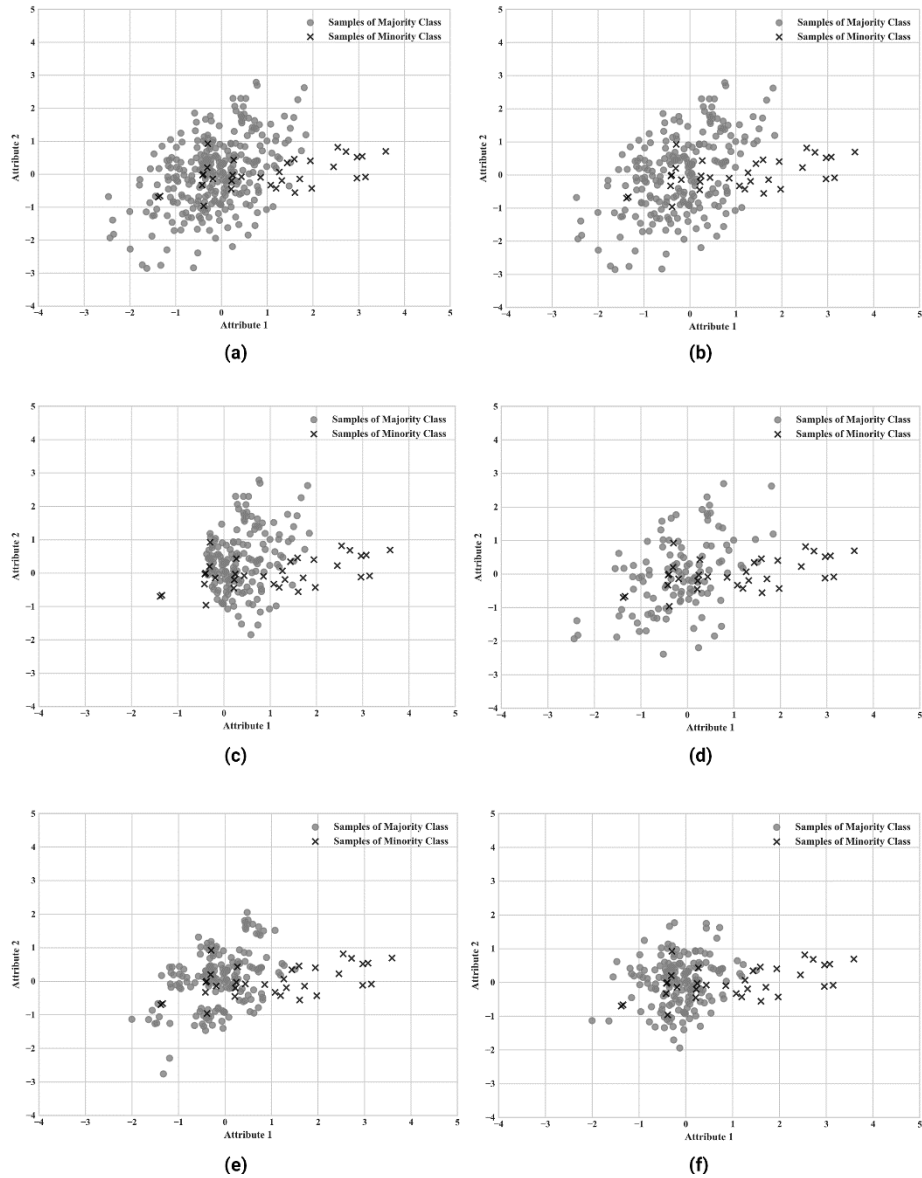 5
Samples of Majority Class
4
Samples of Minority Class
3
2
1
0
−1
−2
−3
−4
Attribute 2
−4 −3 −2 −1 0 1 2 3 4 5
Attribute 1
(a)
5
Samples of Majority Class
4
Samples of Minority Class
3
2
1
0
−1
−2
−3
−4
Attribute 2
−4 −3 −2 −1 0 1 2 3 4 5
Attribute 1
(b)
5
Samples of Majority Class
4
Samples of Minority Class
3
2
1
0
−1
−2
−3
−4
Attribute 2
−4 −3 −2 −1 0 1 2 3 4 5
Attribute 1
(c)
5
Samples of Majority Class
4
Samples of Minority Class
3
2
1
0
−1
−2
−3
−4
Attribute 2
−4 −3 −2 −1 0 1 2 3 4 5
Attribute 1
(d)
5
Samples of Majority Class
4
Samples of Minority Class
3
2
1
0
−1
−2
−3
−4
Attribute 2
−4 −3 −2 −1 0 1 2 3 4 5
Attribute 1
(e)
5
Samples of Majority Class
4
Samples of Minority Class
3
2
1
0
−1
−2
−3
−4
Attribute 2
−4 −3 −2 −1 0 1 2 3 4 5
Attribute 1
(f)